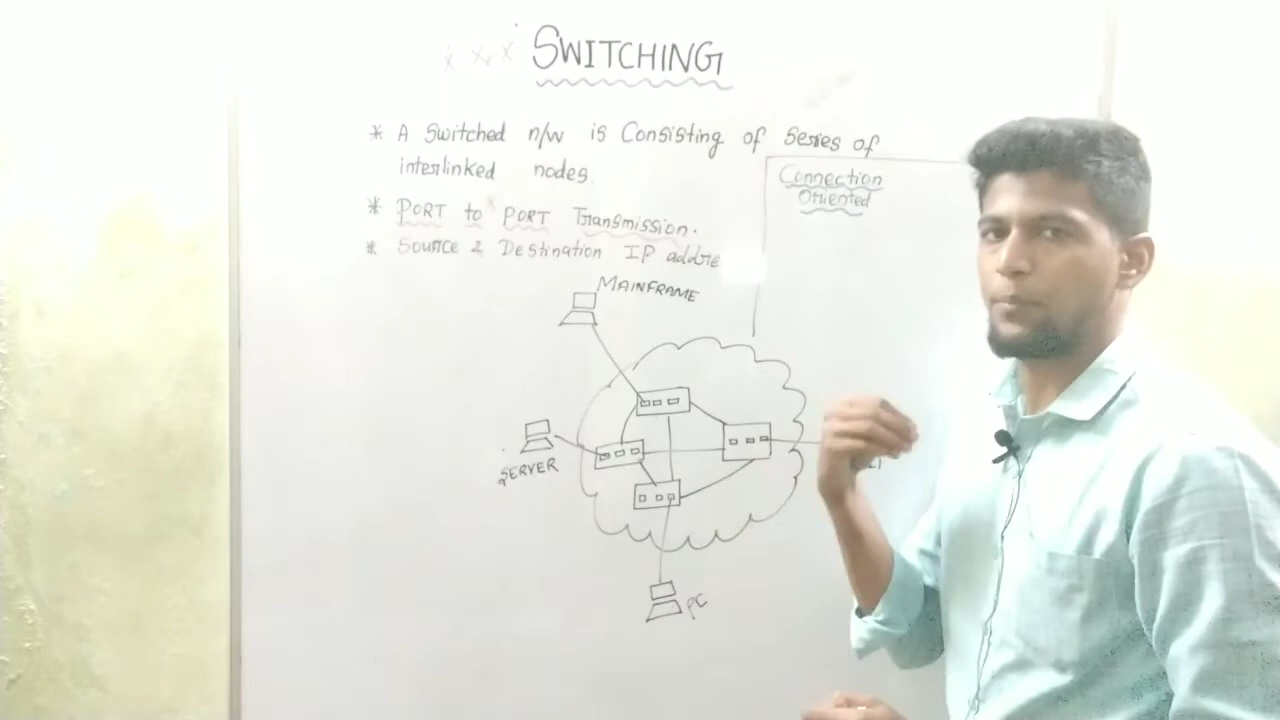 SWITCHING
* A Switched n/w is Consisting of Series of
interlinked nodes.
* PORT to PORT Transmission.
* Source & Destination IP addre
Connection
Oriented
MAINFRAME
SERVER
PC